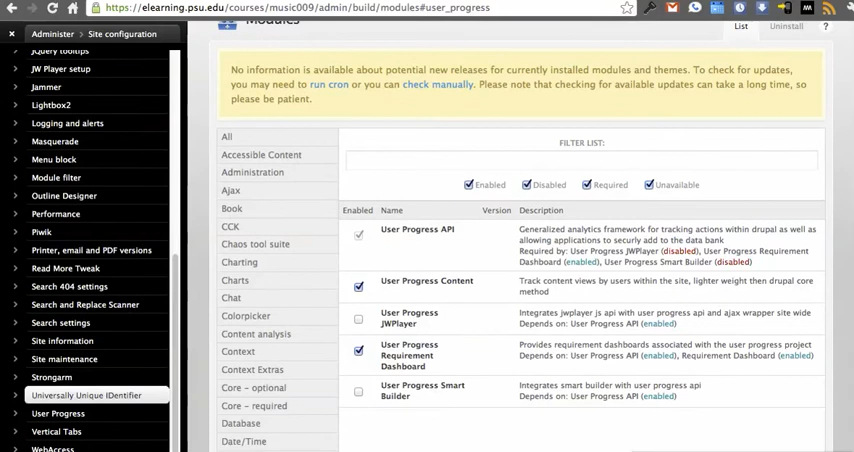 https://elearning.psu.edu/courses/music009/admin/build/modules#user_progress
Administer > Site configuration
JQuery tooltips
JW Player setup
Jammer
Lightbox2
Logging and alerts
Masquerade
Menu block
Module filter
Outline Designer
Performance
Piwik
Printer, email and PDF versions
Read More Tweak
Search 404 settings
Search and Replace Scanner
Search settings
Site information
Site maintenance
Strongarm
Universally Unique IDentifier
User Progress
Vertical Tabs
WebAccess
Modules
List
Uninstall
?
No information is available about potential new releases for currently installed modules and themes. To check for updates,
you may need to run cron or you can check manually. Please note that checking for available updates can take a long time, so
please be patient.
All
Accessible Content
Administration
Ajax
Book
CCK
Chaos tool suite
Charting
Charts
Chat
Colorpicker
Content analysis
Context
Context Extras
Core - optional
Core - required
Database
Date/Time
FILTER LIST:
Enabled
Disabled
Required
Unavailable
Enabled Name Version Description
User Progress API
Generalized analytics framework for tracking actions within drupal as well as
allowing applications to securly add to the data bank
Required by: User Progress JWPlayer (disabled), User Progress Requirement
Dashboard (enabled), User Progress Smart Builder (disabled)
User Progress Content
Track content views by users within the site, lighter weight then drupal core
method
User Progress
JWPlayer
Integrates jwplayer js api with user progress api and ajax wrapper site wide
Depends on: User Progress API (enabled)
User Progress
Requirement
Dashboard
Provides requirement dashboards associated with the user progress project
Depends on: User Progress API (enabled), Requirement Dashboard (enabled)
User Progress Smart
Builder
Integrates smart builder with user progress api
Depends on: User Progress API (enabled)